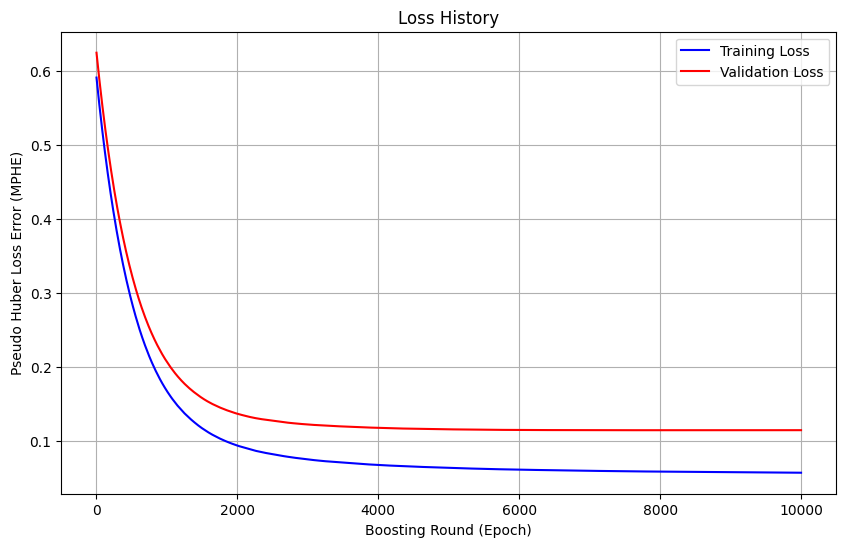 Loss History
Training Loss
Validation Loss
Pseudo Huber Loss Error (MPHE)
0.6
0.5
0.4
0.3
0.2
0.1
0 2000 4000 6000 8000 10000
Boosting Round (Epoch)